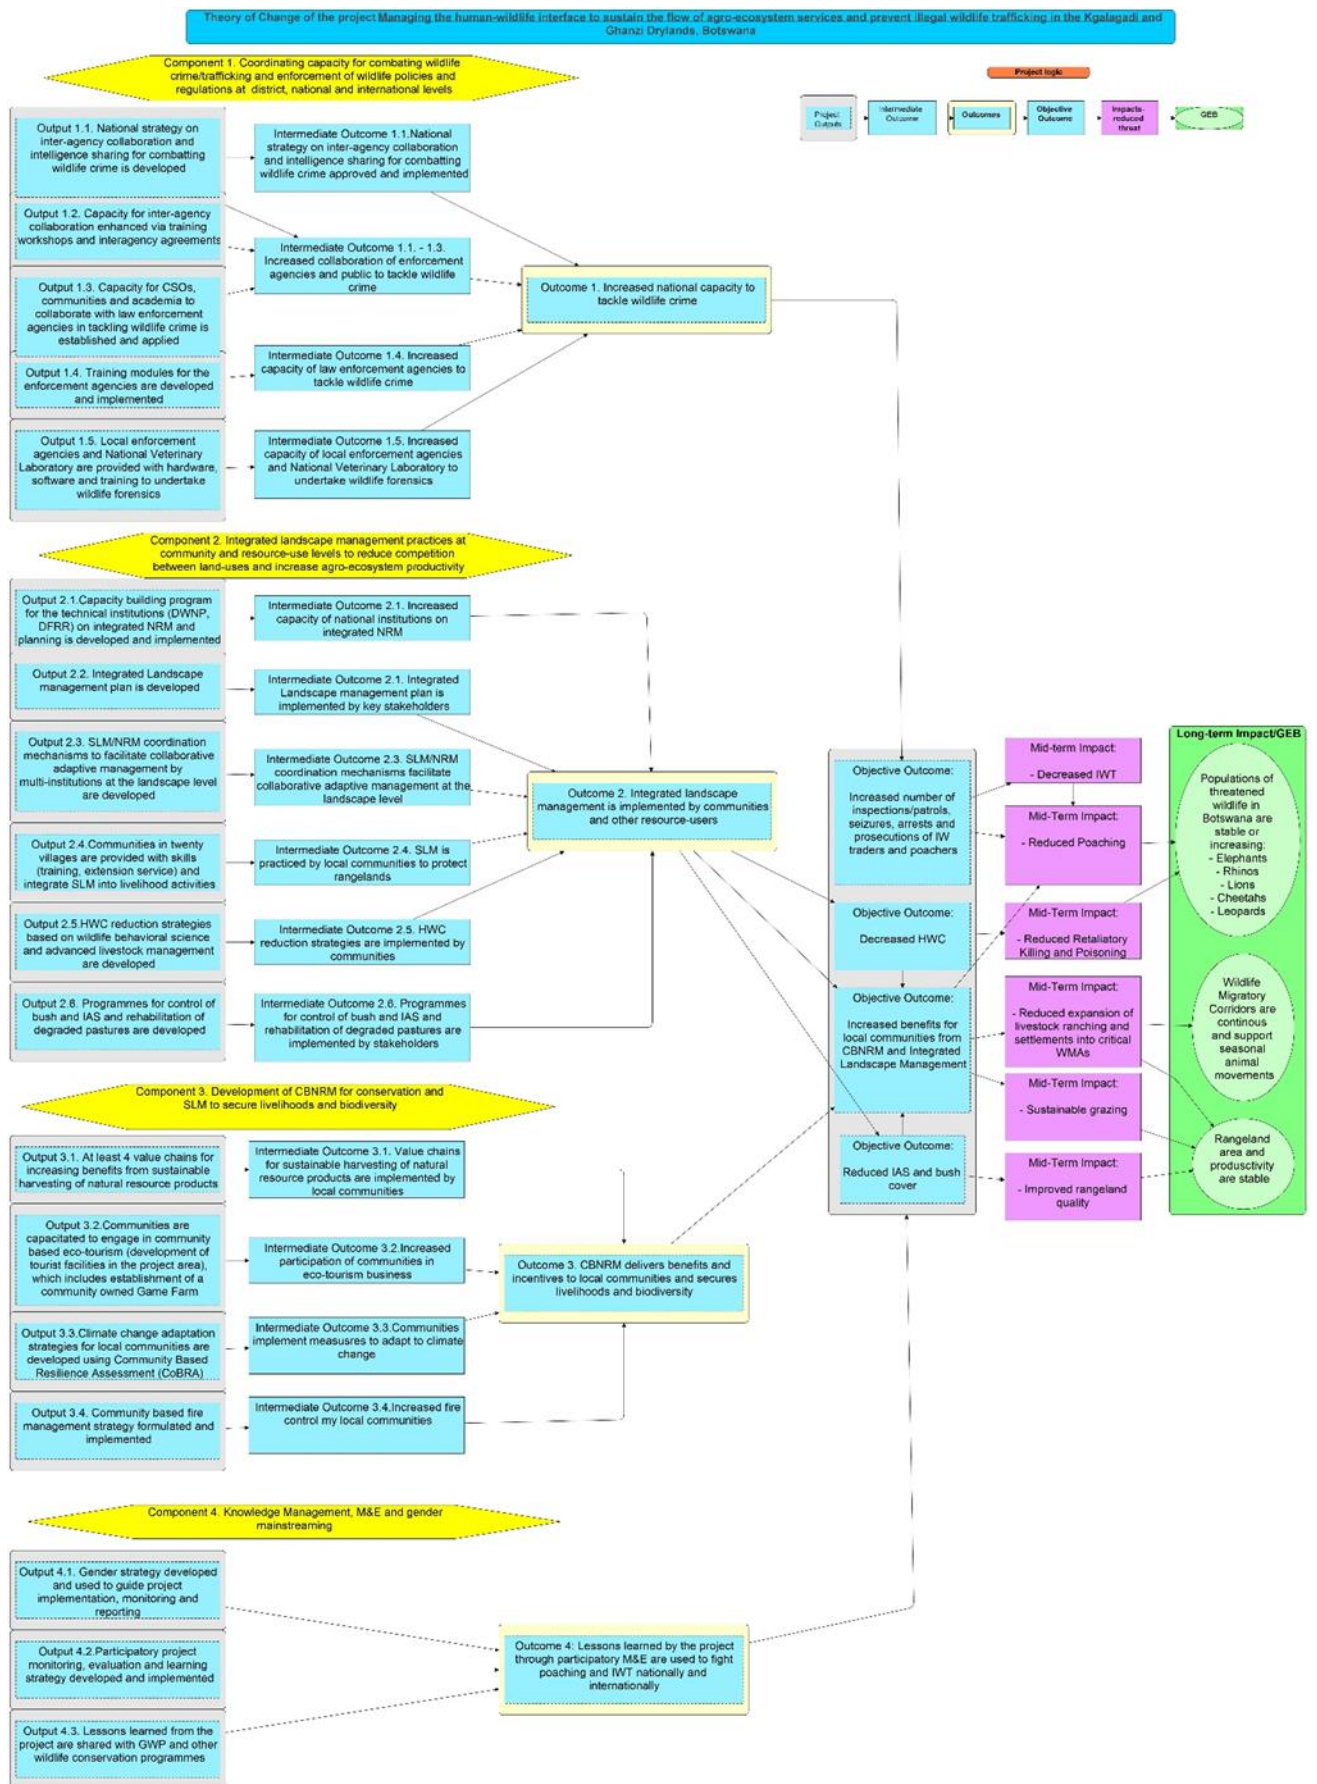 Theory of Change of the project Managing the human-wildlife interface to sustain the flow of agro-ecosystem services and prevent illegal wildlife trafficking in the Kgalagadi and
Ghanzi Drylands, Botswana
Component 1. Coordinating capacity for combating wildlife
crime/trafficking and enforcement of wildlife policies and
regulations at district, national and international levels
Project logic
Project
Outputs
Intermediate
Outcome
Outcomes
Objective
Outcome
Impacts-
reduced
threat
GEB
Output 1.1. National strategy on
inter-agency collaboration and
intelligence sharing for combatting
wildlife crime is developed
Intermediate Outcome 1.1.National
strategy on inter-agency collaboration
and intelligence sharing for combatting
wildlife crime approved and implemented
Output 1.2. Capacity for inter-agency
collaboration enhanced via training
workshops and interagency agreements
Intermediate Outcome 1.1. - 1.3.
Increased collaboration of enforcement
agencies and public to tackle wildlife
crime
Output 1.3. Capacity for CSOs,
communities and academia to
collaborate with law enforcement
agencies in tackling wildlife crime is
established and applied
Outcome 1. Increased national capacity to
tackle wildlife crime
Output 1.4. Training modules for the
enforcement agencies are developed
and implemented
Intermediate Outcome 1.4. Increased
capacity of law enforcement agencies to
tackle wildlife crime
Output 1.5. Local enforcement
agencies and National Veterinary
Laboratory are provided with hardware,
software and training to undertake
wildlife forensics
Intermediate Outcome 1.5. Increased
capacity of local enforcement agencies
and National Veterinary Laboratory to
undertake wildlife forensics
Component 2. Integrated landscape management practices at
community and resource-use levels to reduce competition
between land-uses and increase agro-ecosystem productivity
Output 2.1.Capacity building program
for the technical institutions (DWNP,
DFRR) on integrated NRM and
planning is developed and implemented
Intermediate Outcome 2.1. Increased
capacity of national institutions on
integrated NRM
Output 2.2. Integrated Landscape
management plan is developed
Intermediate Outcome 2.1. Integrated
Landscape management plan is
implemented by key stakeholders
Output 2.3. SLM/NRM coordination
mechanisms to facilitate collaborative
adaptive management by
multi-institutions at the landscape level
are developed
Intermediate Outcome 2.3. SLM/NRM
coordination mechanisms facilitate
collaborative adaptive management at the
landscape level
Outcome 2. Integrated landscape
management is implemented by communities
and other resource-users
Output 2.4.Communities in twenty
villages are provided with skills
(training, extension service) and
integrate SLM into livelihood activities
Intermediate Outcome 2.4. SLM is
practiced by local communities to protect
rangelands
Output 2.5.HWC reduction strategies
based on wildlife behavioral science
and advanced livestock management
are developed
Intermediate Outcome 2.5. HWC
reduction strategies are implemented by
communities
Output 2.6. Programmes for control of
bush and IAS and rehabilitation of
degraded pastures are developed
Intermediate Outcome 2.6. Programmes
for control of bush and IAS and
rehabilitation of degraded pastures are
implemented by stakeholders
Objective Outcome:
Increased number of
inspections/patrols,
seizures, arrests and
prosecutions of IW
traders and poachers
Objective Outcome:
Decreased HWC
Objective Outcome:
Increased benefits for
local communities from
CBNRM and Integrated
Landscape Management
Objective Outcome:
Reduced IAS and bush
cover
Mid-term Impact:
- Decreased IWT
Mid-Term Impact:
- Reduced Poaching
Mid-Term Impact:
- Reduced Retaliatory
Killing and Poisoning
Mid-Term Impact:
- Reduced expansion of
livestock ranching and
settlements into critical
WMAs
Mid-Term Impact:
- Sustainable grazing
Mid-Term Impact:
- Improved rangeland
quality
Long-term Impact/GEB
Populations of
threatened wildlife in
Botswana are
stable or
increasing:
- Elephants
- Rhinos
- Lions
- Cheetahs
- Leopards
Wildlife
Migratory
Corridors are
continous
and support
seasonal
animal
movements
Rangeland
area and
producsctivity
are stable
Component 3. Development of CBNRM for conservation and
SLM to secure livelihoods and biodiversity
Output 3.1. At least 4 value chains for
increasing benefits from sustainable
harvesting of natural resource products
Intermediate Outcome 3.1. Value chains
for sustainable harvesting of natural
resource products are implemented by
local communities
Output 3.2.Communities are
capacitated to engage in community
based eco-tourism (development of
tourist facilities in the project area),
which includes establishment of a
community owned Game Farm
Intermediate Outcome 3.2.Increased
participation of communities in
eco-tourism business
Outcome 3. CBNRM delivers benefits and
incentives to local communities and secures
livelihoods and biodiversity
Output 3.3.Climate change adaptation
strategies for local communities are
developed using Community Based
Resilience Assessment (CoBRA)
Intermediate Outcome 3.3.Communities
implement measusres to adapt to climate
change
Output 3.4. Community based fire
management strategy formulated and
implemented
Intermediate Outcome 3.4.Increased fire
control my local communities
Component 4. Knowledge Management, M&E and gender
mainstreaming
Output 4.1. Gender strategy developed
and used to guide project
implementation, monitoring and
reporting
Output 4.2.Participatory project
monitoring, evaluation and learning
strategy developed and implemented
Outcome 4: Lessons learned by the project
through participatory M&E are used to fight
poaching and IWT nationally and
internationally
Output 4.3. Lessons learned from the
project are shared with GWP and other
wildlife conservation programmes